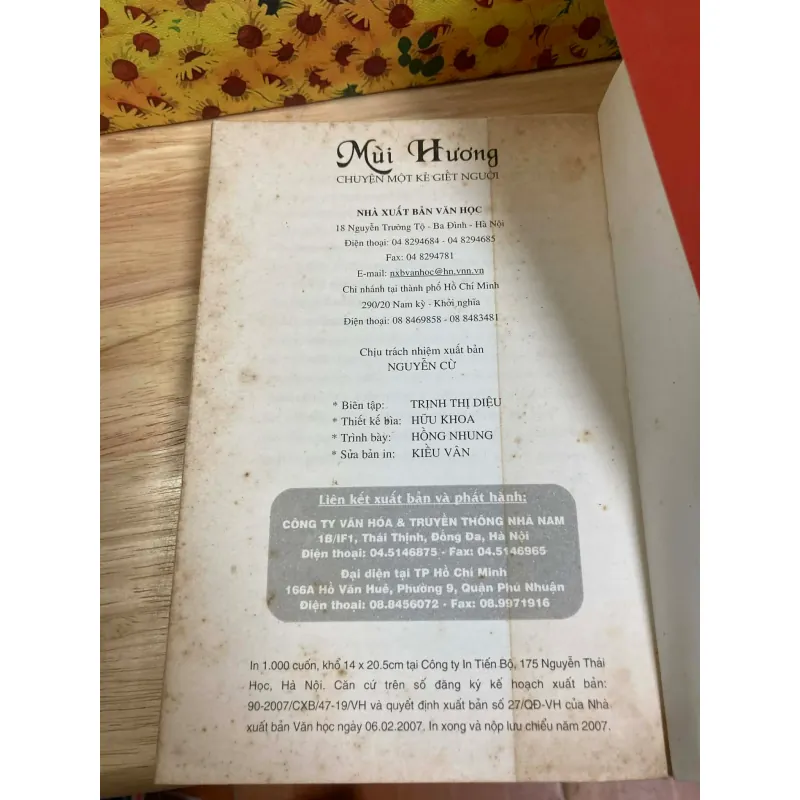 Mùi Hương
CHUYỆN MỘT KẺ GIẾT NGƯỜI
NHÀ XUẤT BẢN VĂN HỌC
18 Nguyễn Trường Tộ - Ba Đình - Hà Nội
Điện thoại: 04 8294684 - 04 8294685
Fax: 04 8294781
E-mail: nxbvanhoc@hn.vnn.vn
Chi nhánh tại thành phố Hồ Chí Minh
290/20 Nam kỳ - Khởi nghĩa
Điện thoại: 08 8469858 - 08 8483481
Chịu trách nhiệm xuất bản
NGUYỄN CỪ
* Biên tập: TRỊNH THỊ DIỆU
* Thiết kế bìa: HỮU KHOA
* Trình bày: HỒNG NHUNG
* Sửa bản in: KIỀU VÂN
Liên kết xuất bản và phát hành:
CÔNG TY VĂN HÓA & TRUYỀN THÔNG NHÃ NAM
1B/IF1, Thái Thịnh, Đống Đa, Hà Nội
Điện thoại: 04.5146875 - Fax: 04.5146965
Đại diện tại TP Hồ Chí Minh
166A Hồ Văn Huê, Phường 9, Quận Phú Nhuận
Điện thoại: 08.8456072 - Fax: 08.9971916
In 1.000 cuốn, khổ 14 x 20.5cm tại Công ty In Tiến Bộ, 175 Nguyễn Thái
Học, Hà Nội. Căn cứ trên số đăng ký kế hoạch xuất bản:
90-2007/CXB/47-19/VH và quyết định xuất bản số 27/QĐ-VH của Nhà
xuất bản Văn học ngày 06.02.2007. In xong và nộp lưu chiểu năm 2007.